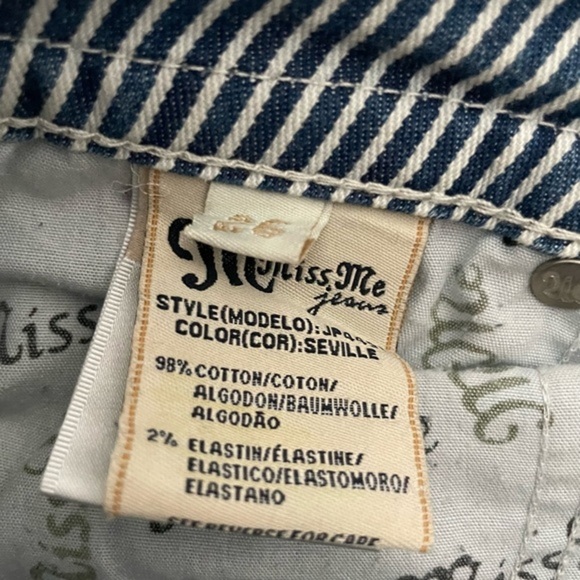 26
M Miss Me
jeans
STYLE(MODELO):
COLOR(COR):SEVILLE
98% COTTON/COTON/
ALGODON/BAUMWOLLE/
ALGODÃO
2% ELASTIN/ÉLASTINE/
ELASTICO/ELASTOMORO/
ELASTANO
SEE REVERSE FOR CARE